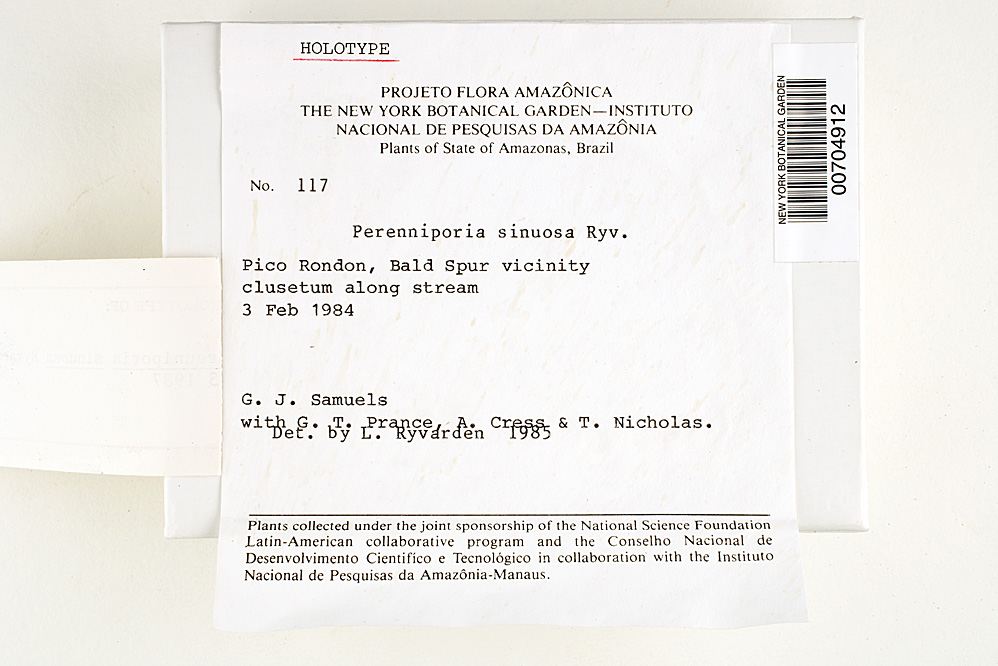 HOLOTYPE
PROJETO FLORA AMAZÔNICA
THE NEW YORK BOTANICAL GARDEN—INSTITUTO
NACIONAL DE PESQUISAS DA AMAZÔNIA
Plants of State of Amazonas, Brazil
No. 117
Perenniporia sinuosa Ryv.
Pico Rondon, Bald Spur vicinity
clusetum along stream
3 Feb 1984
G. J. Samuels
with G. T. Prance, A. Cress & T. Nicholas.
Det. by L. Ryvarden 1985
Plants collected under the joint sponsorship of the National Science Foundation
Latin-American collaborative program and the Conselho Nacional de
Desenvolvimento Cientifico e Tecnológico in collaboration with the Instituto
Nacional de Pesquisas da Amazônia-Manaus.
NEW YORK BOTANICAL GARDEN
00704912